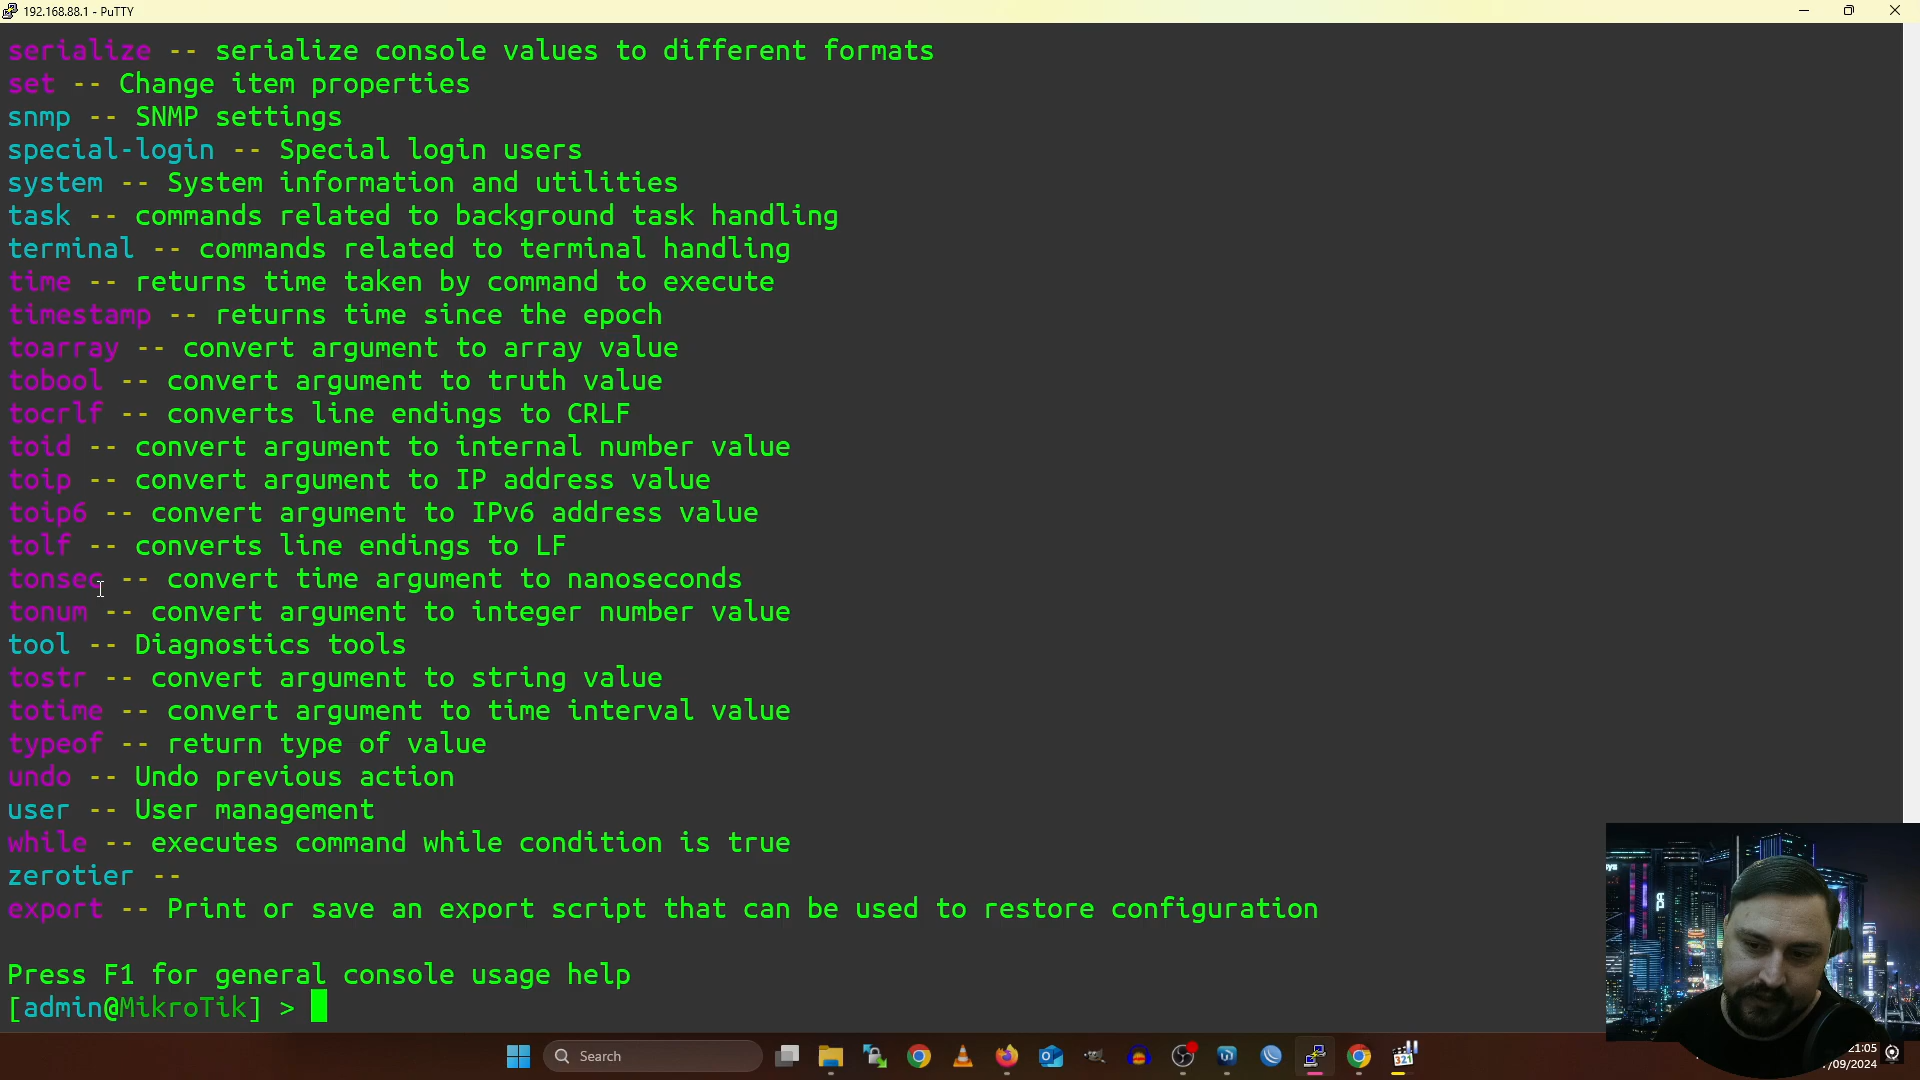 192.168.88.1 - PuTTY
serialize -- serialize console values to different formats
set -- Change item properties
snmp -- SNMP settings
special-login -- Special login users
system -- System information and utilities
task -- commands related to background task handling
terminal -- commands related to terminal handling
time -- returns time taken by command to execute
timestamp -- returns time since the epoch
toarray -- convert argument to array value
tobool -- convert argument to truth value
tocrlf -- converts line endings to CRLF
toid -- convert argument to internal number value
toip -- convert argument to IP address value
toip6 -- convert argument to IPv6 address value
tolf -- converts line endings to LF
tonsec -- convert time argument to nanoseconds
tonum -- convert argument to integer number value
tool -- Diagnostics tools
tostr -- convert argument to string value
totime -- convert argument to time interval value
typeof -- return type of value
undo -- Undo previous action
user -- User management
while -- executes command while condition is true
zerotier --
export -- Print or save an export script that can be used to restore configuration
Press F1 for general console usage help
[admin@MikroTik] >
Search
321
21:05
/09/2024